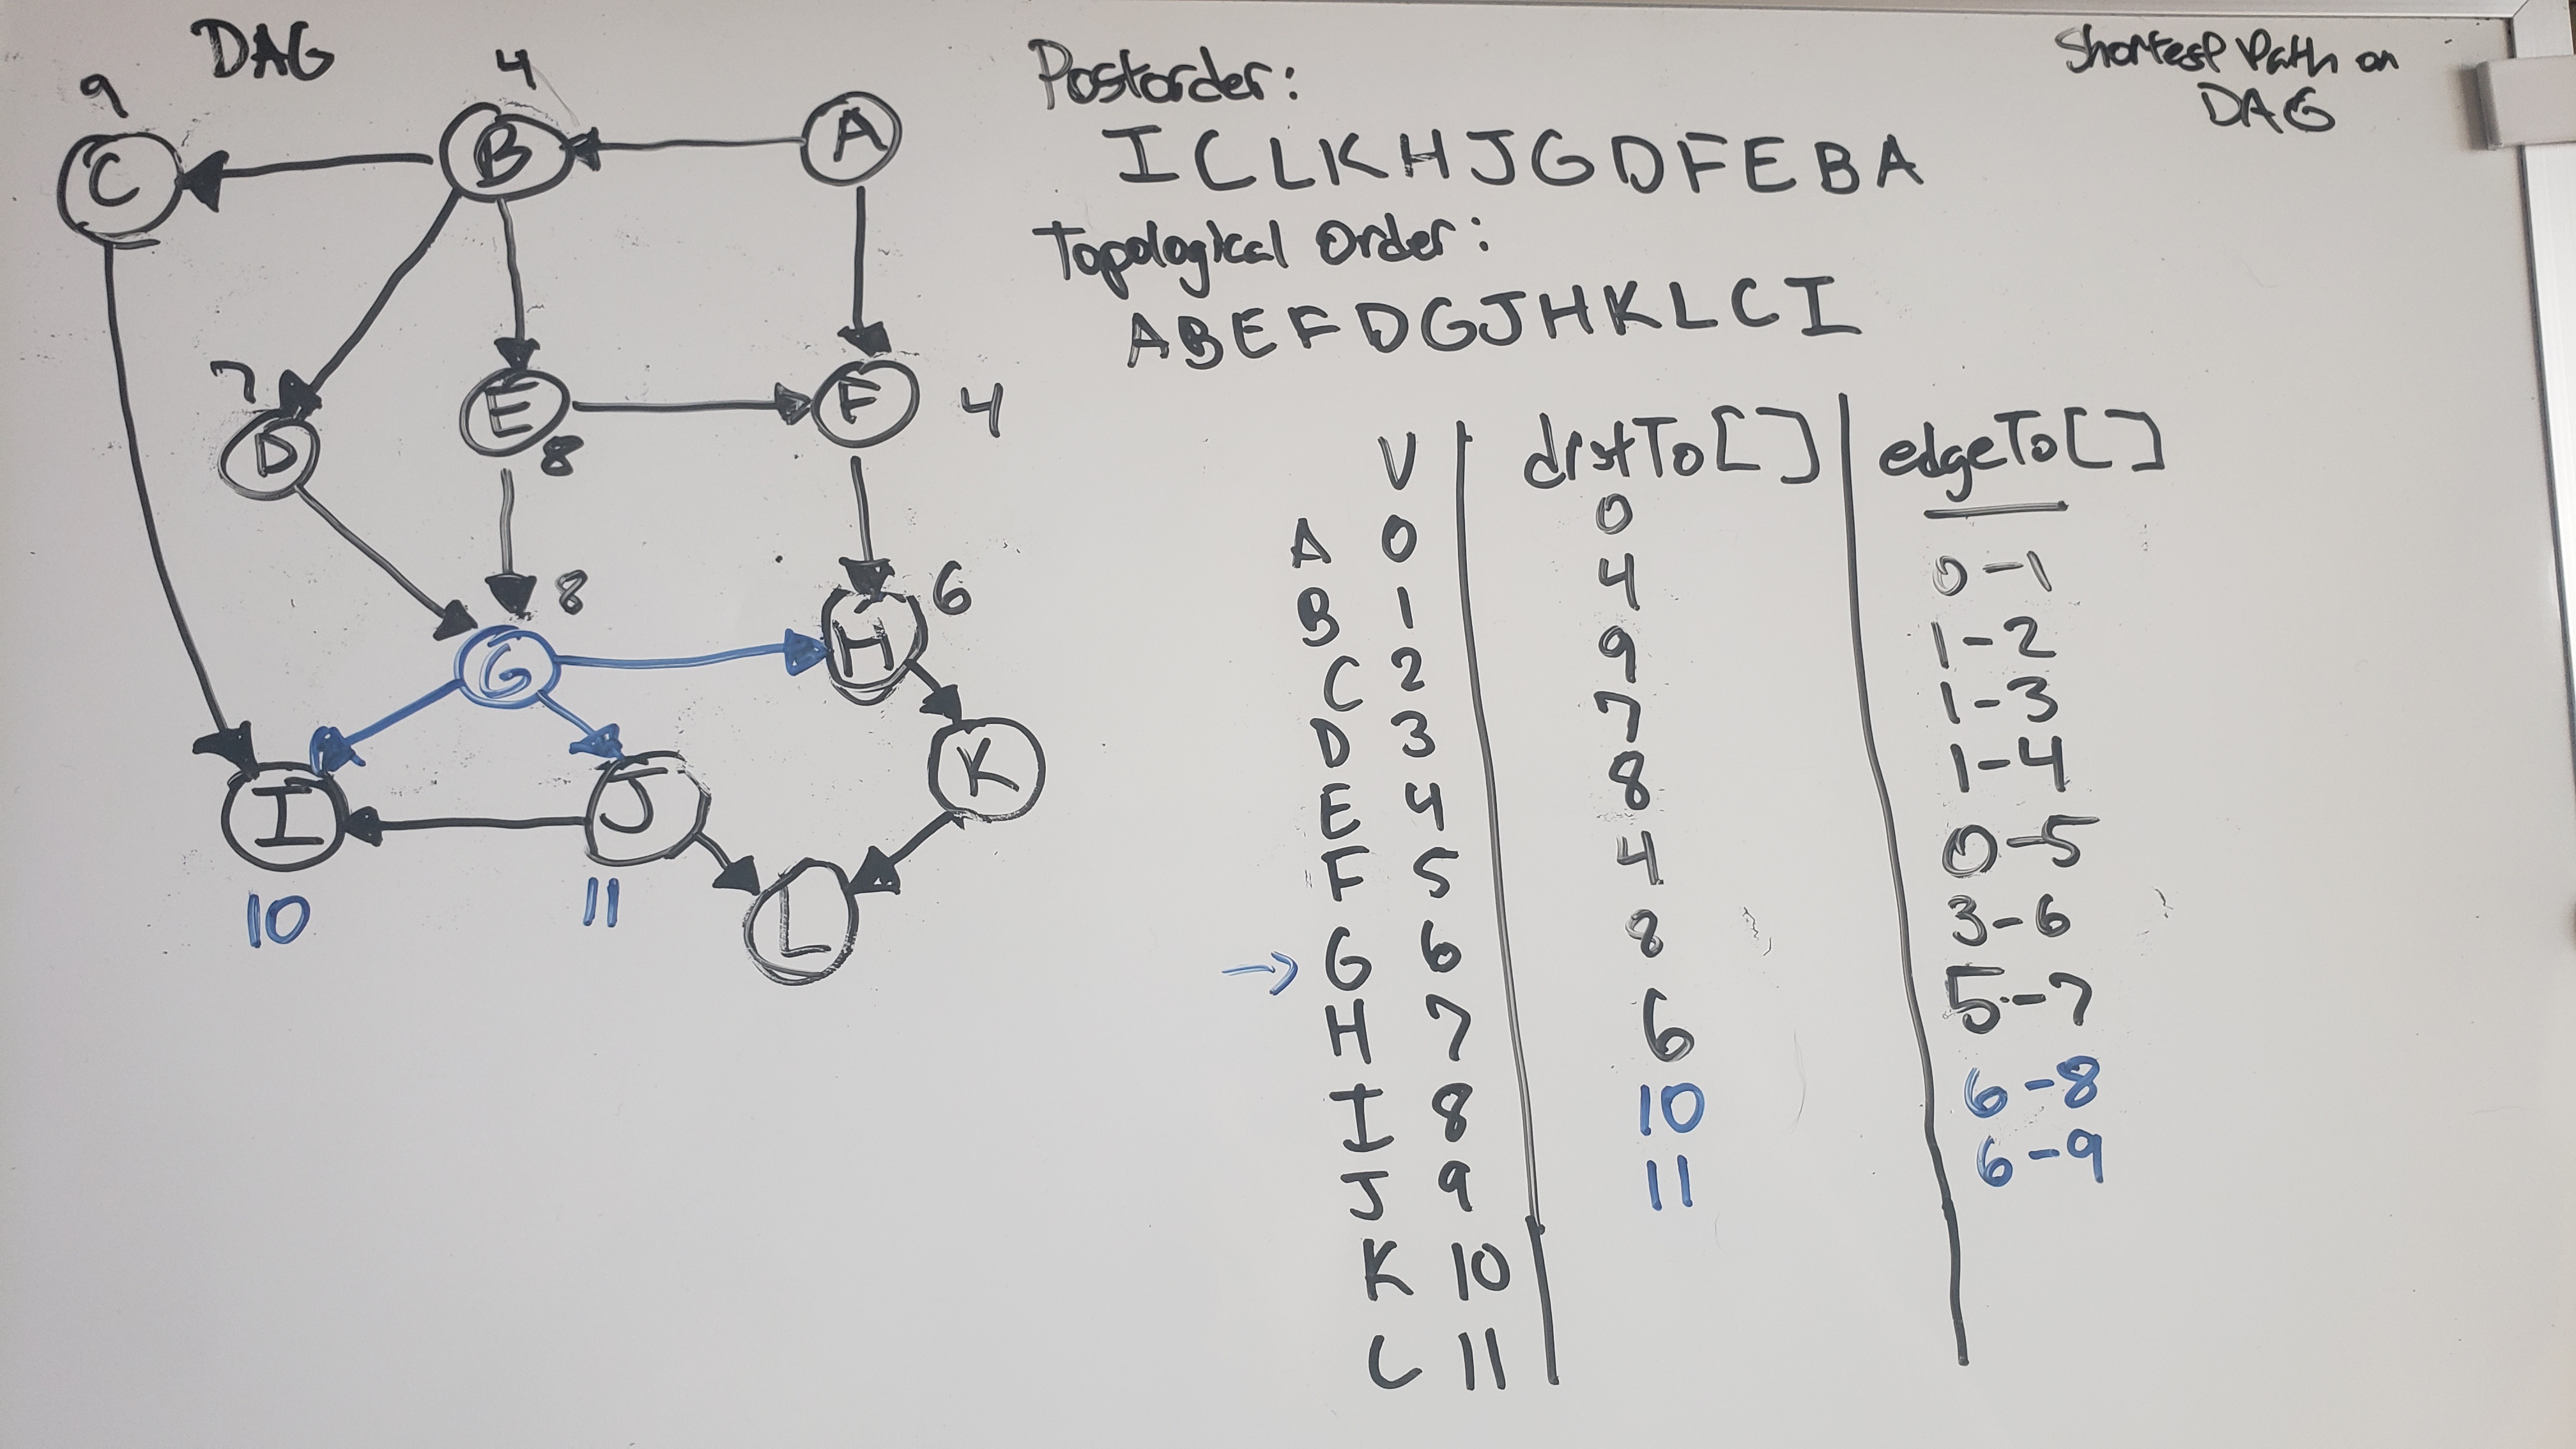 DAG
Postorder:
ICLKHJGDFEBA
Topological Order:
ABEFDGJHKLCI
Shortest Path on
DAG
9
C
4
B
A
7
D
E
8
F
4
8
G
H
6
I
10
J
11
K
L
V distTo[] edgeTo[]
A 0 0
B 1 4 0-1
C 2 9 1-2
D 3 7 1-3
E 4 8 1-4
F 5 4 0-5
→ G 6 8 3-6
H 7 6 5-7
I 8 10 6-8
J 9 11 6-9
K 10
L 11